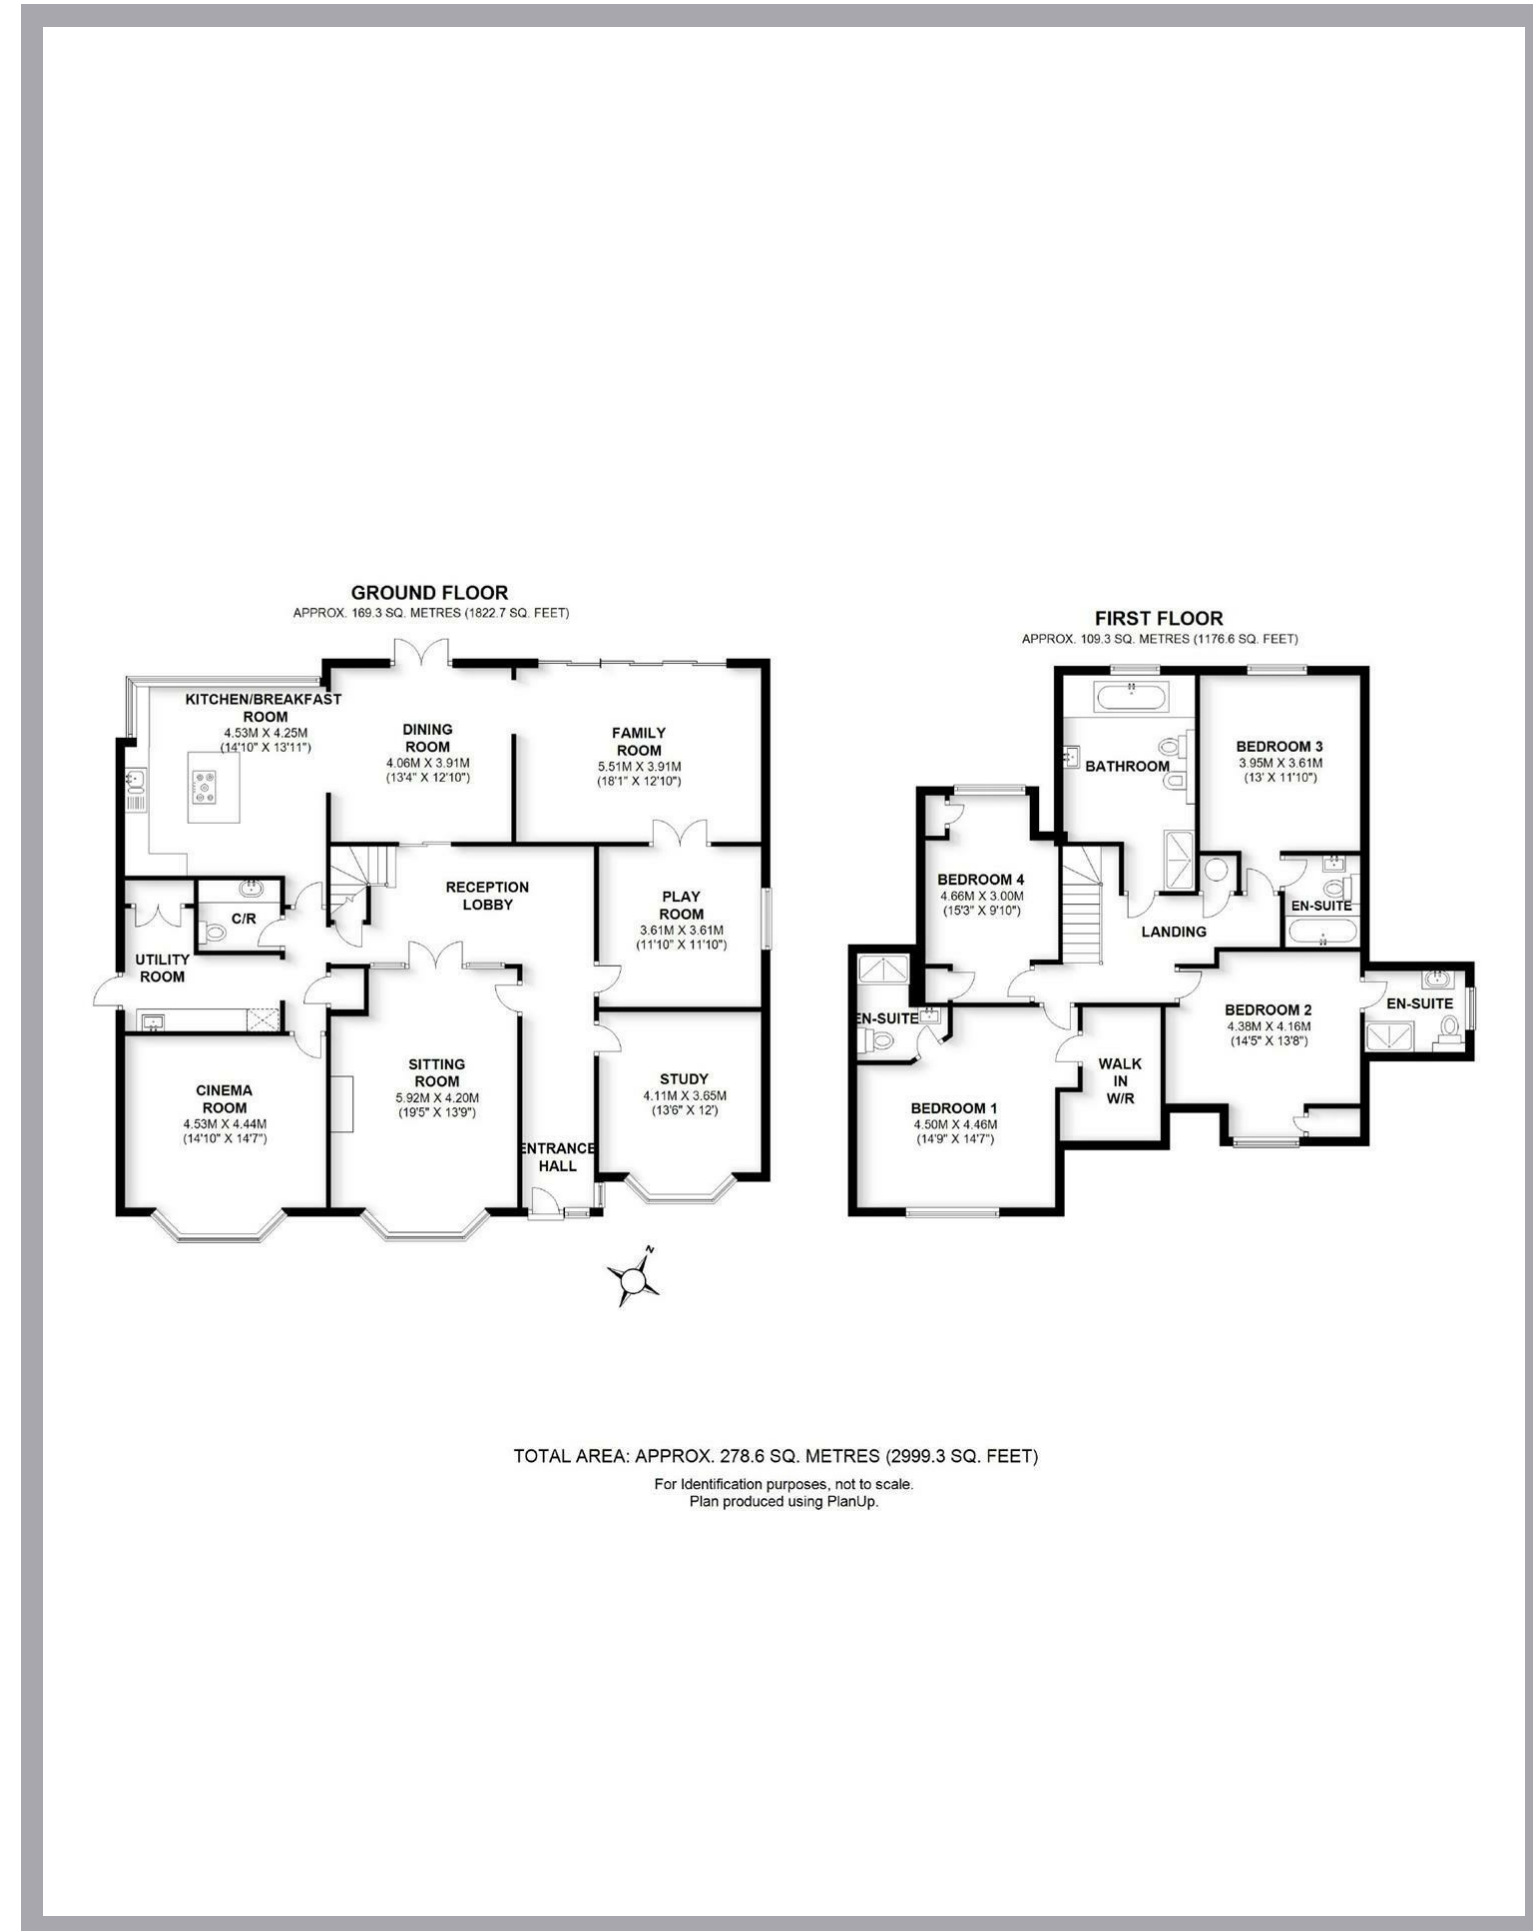 GROUND FLOOR
APPROX. 169.3 SQ. METRES (1822.7 SQ. FEET)
KITCHEN/BREAKFAST
ROOM
4.53M X 4.25M
(14'10" X 13'11")
DINING
ROOM
4.06M X 3.91M
(13'4" X 12'10")
FAMILY
ROOM
5.51M X 3.91M
(18'1" X 12'10")
RECEPTION
LOBBY
PLAY
ROOM
3.61M X 3.61M
(11'10" X 11'10")
C/R
UTILITY
ROOM
SITTING
ROOM
5.92M X 4.20M
(19'5" X 13'9")
STUDY
4.11M X 3.65M
(13'6" X 12')
CINEMA
ROOM
4.53M X 4.44M
(14'10" X 14'7")
ENTRANCE
HALL
N
FIRST FLOOR
APPROX. 109.3 SQ. METRES (1176.6 SQ. FEET)
BATHROOM
BEDROOM 3
3.95M X 3.61M
(13' X 11'10")
BEDROOM 4
4.66M X 3.00M
(15'3" X 9'10")
EN-SUITE
LANDING
EN-SUITE
BEDROOM 2
4.38M X 4.16M
(14'5" X 13'8")
EN-SUITE
WALK
IN
W/R
BEDROOM 1
4.50M X 4.46M
(14'9" X 14'7")
TOTAL AREA: APPROX. 278.6 SQ. METRES (2999.3 SQ. FEET)
For Identification purposes, not to scale.
Plan produced using PlanUp.